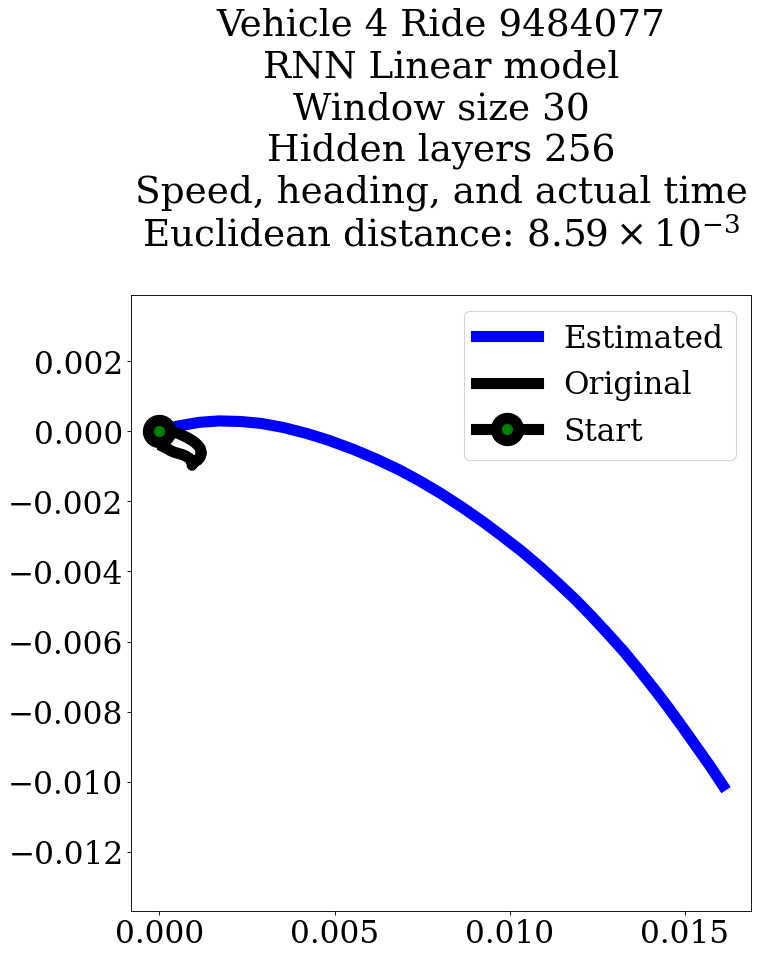 Vehicle 4 Ride 9484077
RNN Linear model
Window size 30
Hidden layers 256
Speed, heading, and actual time
Euclidean distance: 8.59 × 10⁻³
Estimated
Original
Start
0.002
0.000
−0.002
−0.004
−0.006
−0.008
−0.010
−0.012
0.000
0.005
0.010
0.015